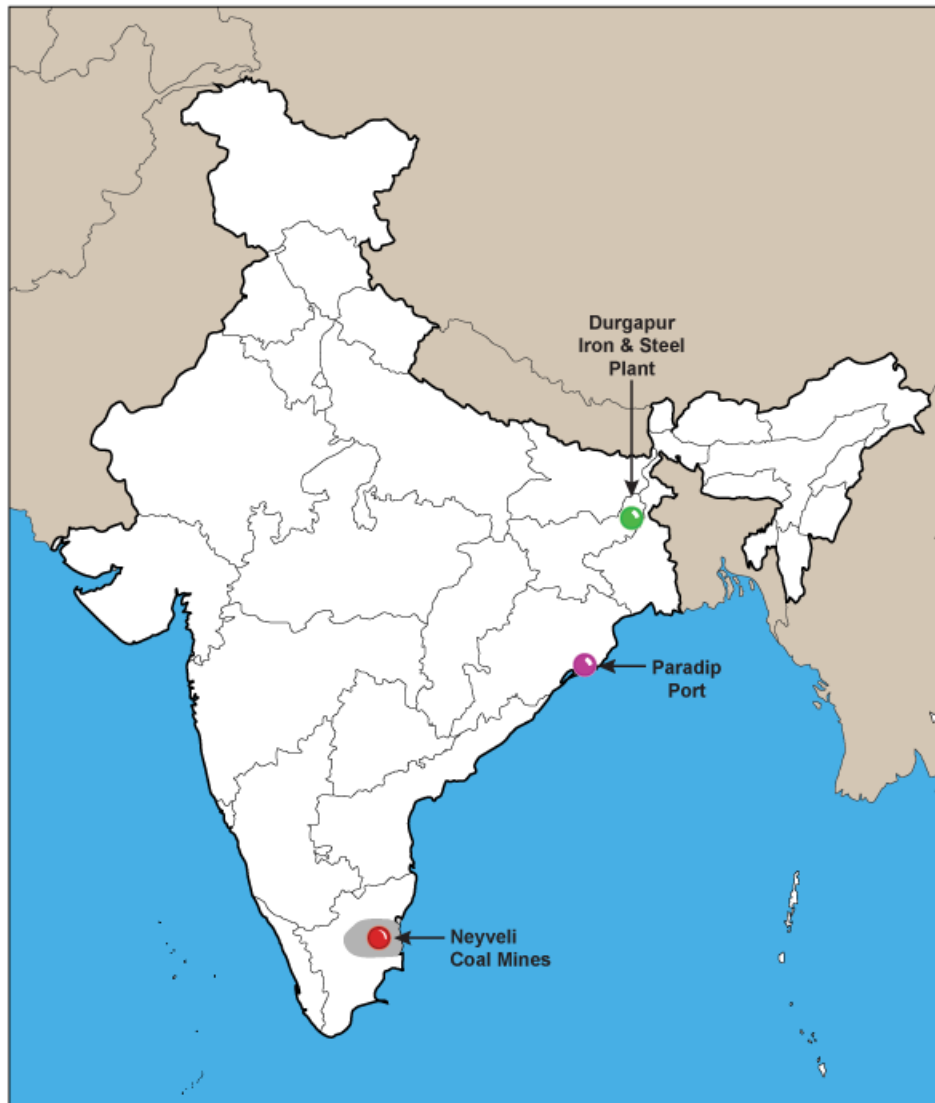 Durgapur
Iron & Steel
Plant
Paradip
Port
Neyveli
Coal Mines